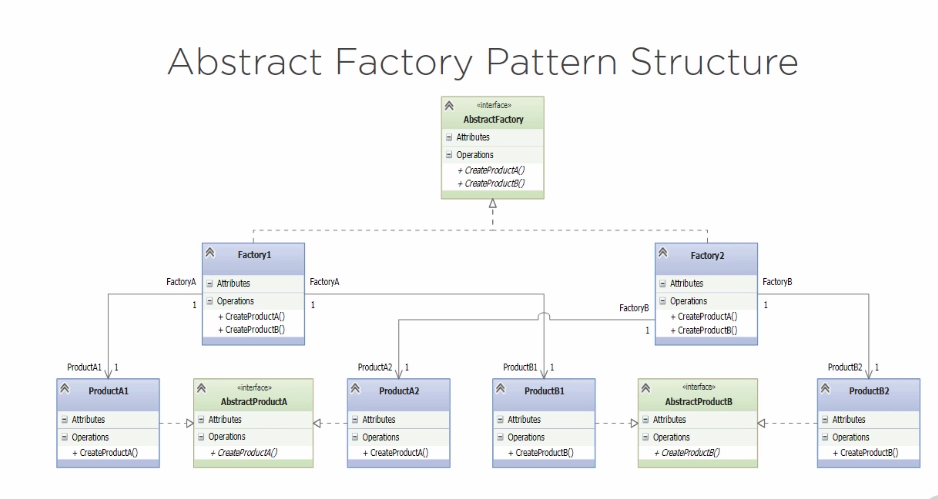 Abstract Factory Pattern Structure
«interface»
AbstractFactory
Attributes
Operations
+ CreateProductA()
+ CreateProductB()
Factory1
Attributes
Operations
+ CreateProductA()
+ CreateProductB()
Factory2
Attributes
Operations
+ CreateProductA()
+ CreateProductB()
FactoryA
1
FactoryA
1
FactoryB
1
FactoryB
1
ProductA1
1
ProductA2
1
ProductB1
1
ProductB2
1
ProductA1
Attributes
Operations
+ CreateProductA()
«interface»
AbstractProductA
Attributes
Operations
+ CreateProductA()
ProductA2
Attributes
Operations
+ CreateProductA()
ProductB1
Attributes
Operations
+ CreateProductB()
«interface»
AbstractProductB
Attributes
Operations
+ CreateProductB()
ProductB2
Attributes
Operations
+ CreateProductB()